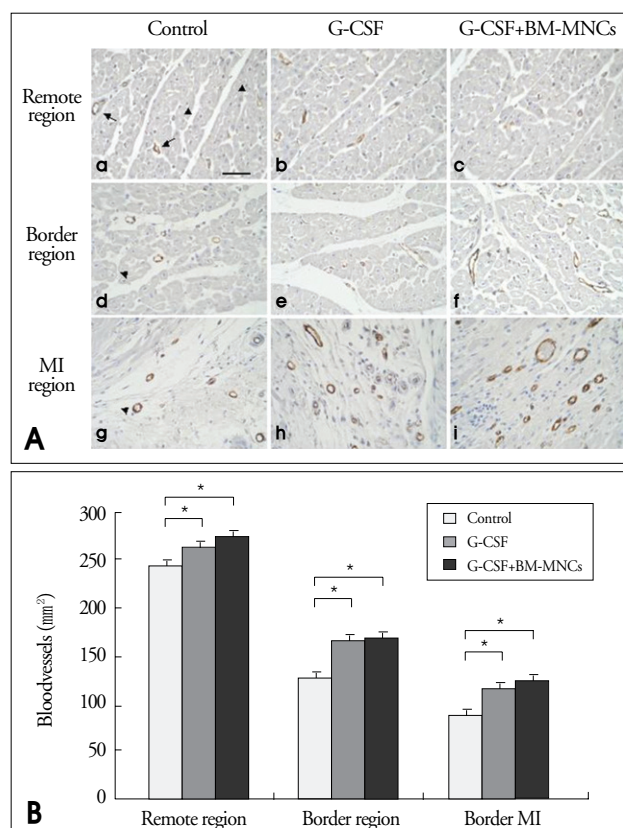 Control G-CSF G-CSF+BM-MNCs
Remote
region
a b c
Border
region
d e f
MI
region
g h i
A
300
250
200
150
100
50
0
Bloodvessels (㎟)
* * * * * *
Control
G-CSF
G-CSF+BM-MNCs
Remote region Border region Border MI
B